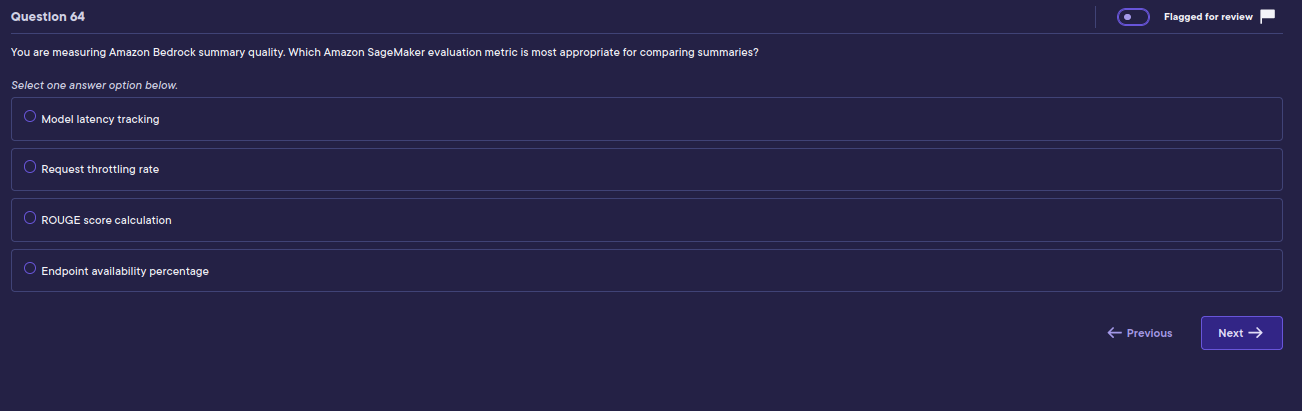 Question 64
Flagged for review
You are measuring Amazon Bedrock summary quality. Which Amazon SageMaker evaluation metric is most appropriate for comparing summaries?
Select one answer option below.
Model latency tracking
Request throttling rate
ROUGE score calculation
Endpoint availability percentage
Previous
Next